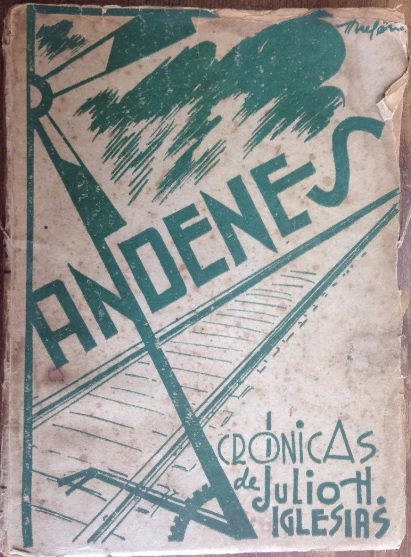 ANDENES
CRÓNICAS
de Julio H.
IGLESIAS